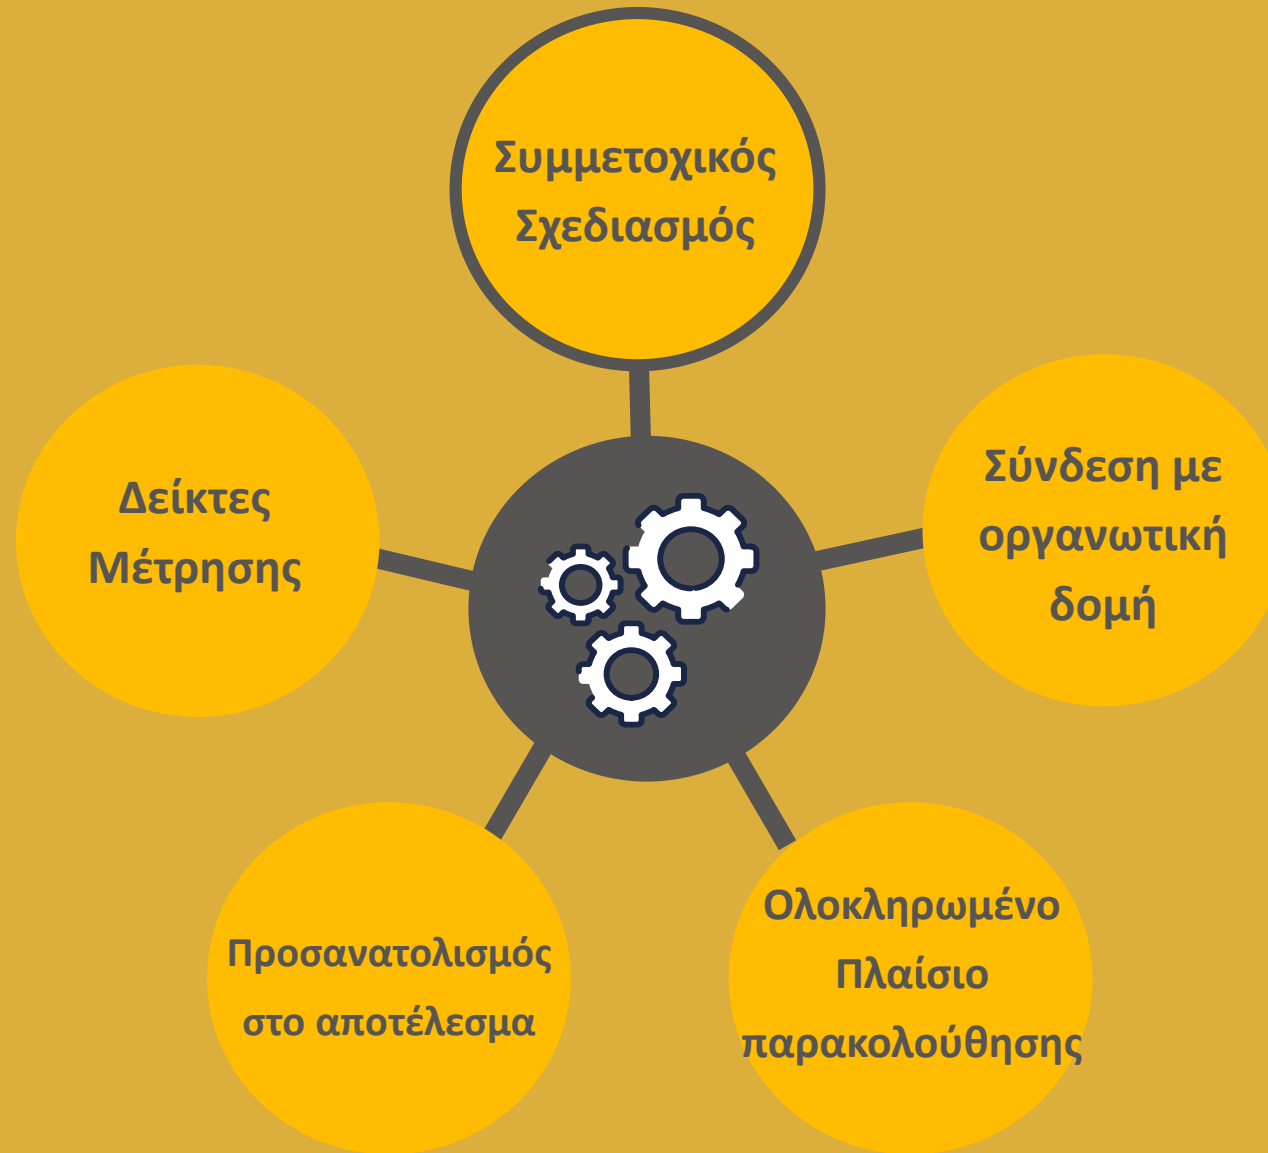 Συμμετοχικός
Σχεδιασμός
Σύνδεση με
οργανωτική
δομή
Δείκτες
Μέτρησης
Ολοκληρωμένο
Πλαίσιο
παρακολούθησης
Προσανατολισμός
στο αποτέλεσμα